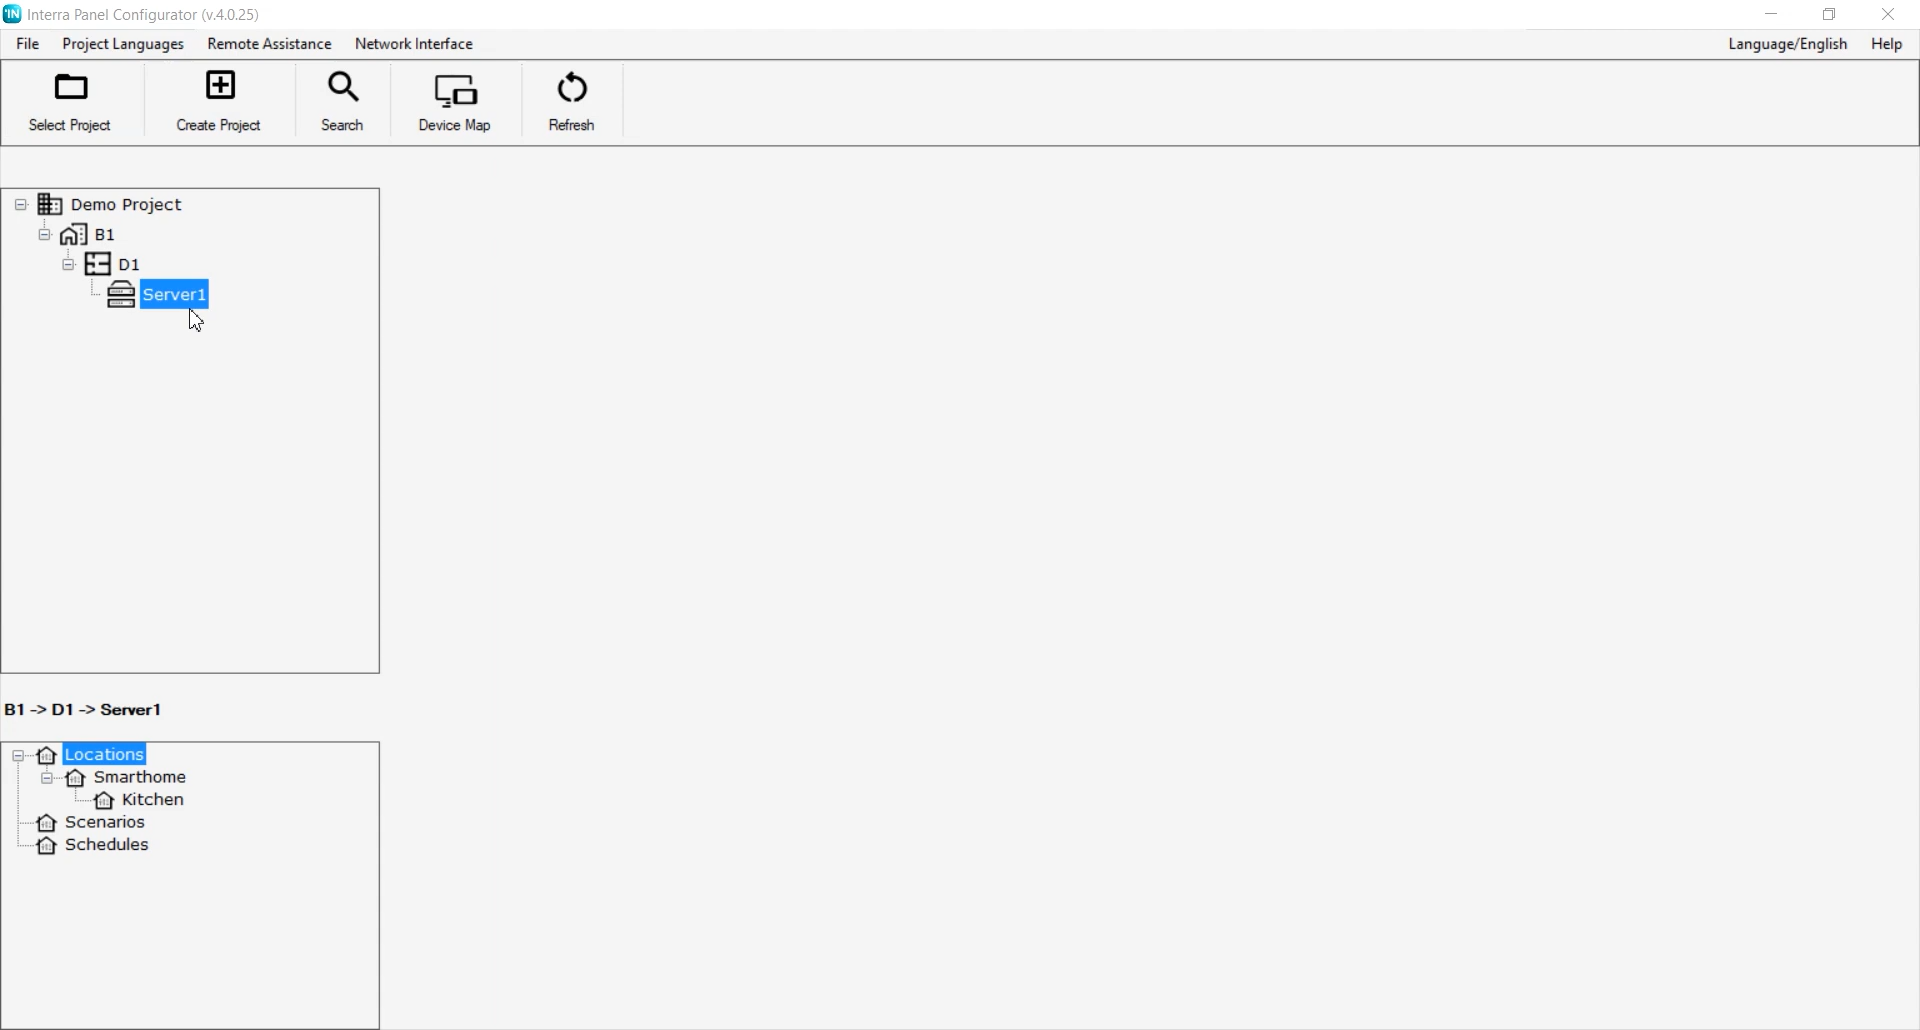 IN Interra Panel Configurator (v.4.0.25)
File Project Languages Remote Assistance Network Interface Language/English Help
Select Project Create Project Search Device Map Refresh
Demo Project
B1
D1
Server1
B1 -> D1 -> Server1
Locations
Smarthome
Kitchen
Scenarios
Schedules